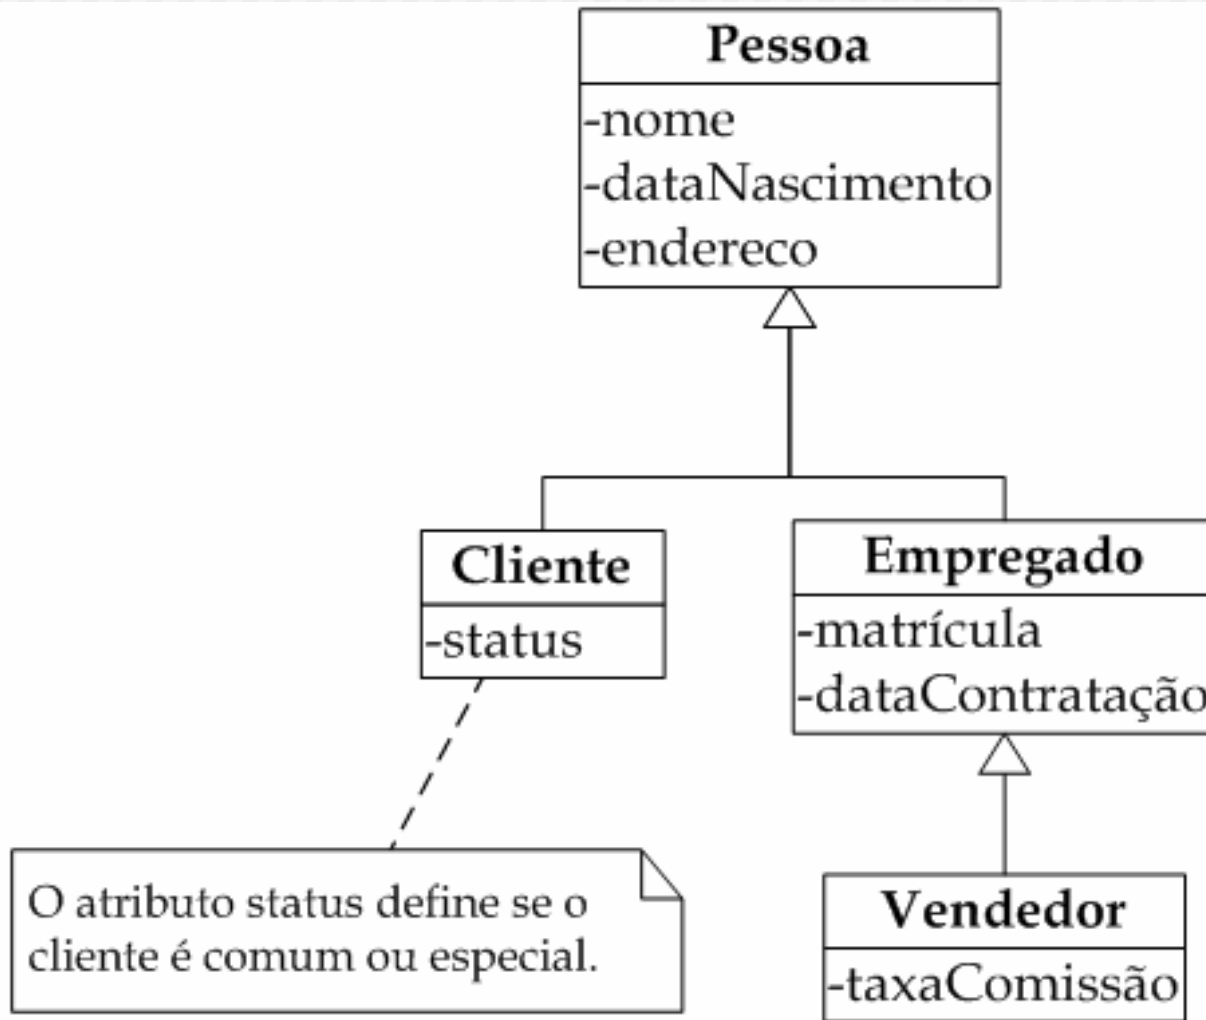 Pessoa
-nome
-dataNascimento
-endereco
Cliente
-status
Empregado
-matrícula
-dataContratação
O atributo status define se o
cliente é comum ou especial.
Vendedor
-taxaComissão